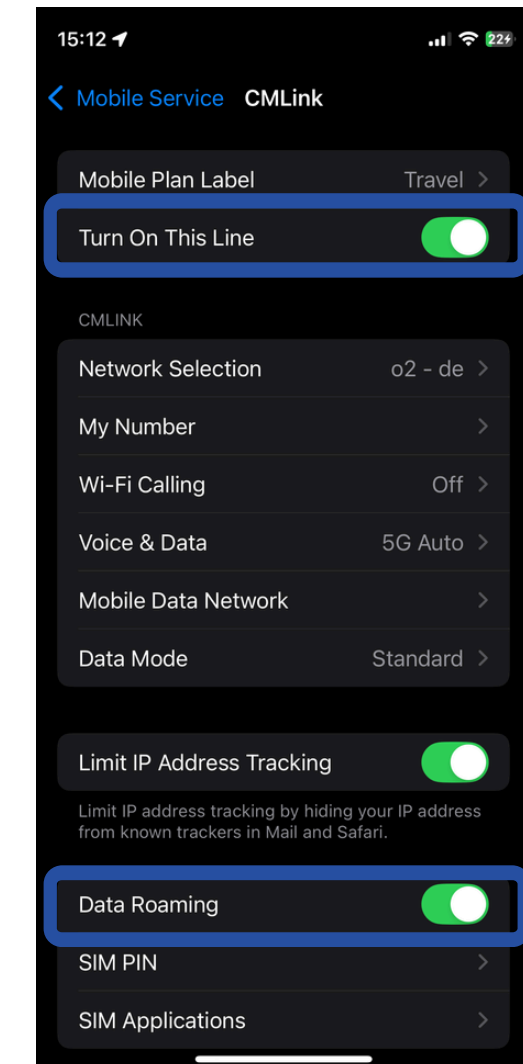 15:12
22
Mobile Service CMLink
Mobile Plan Label Travel
Turn On This Line
CMLINK
Network Selection o2 - de
My Number
Wi-Fi Calling Off
Voice & Data 5G Auto
Mobile Data Network
Data Mode Standard
Limit IP Address Tracking
Limit IP address tracking by hiding your IP address
from known trackers in Mail and Safari.
Data Roaming
SIM PIN
SIM Applications